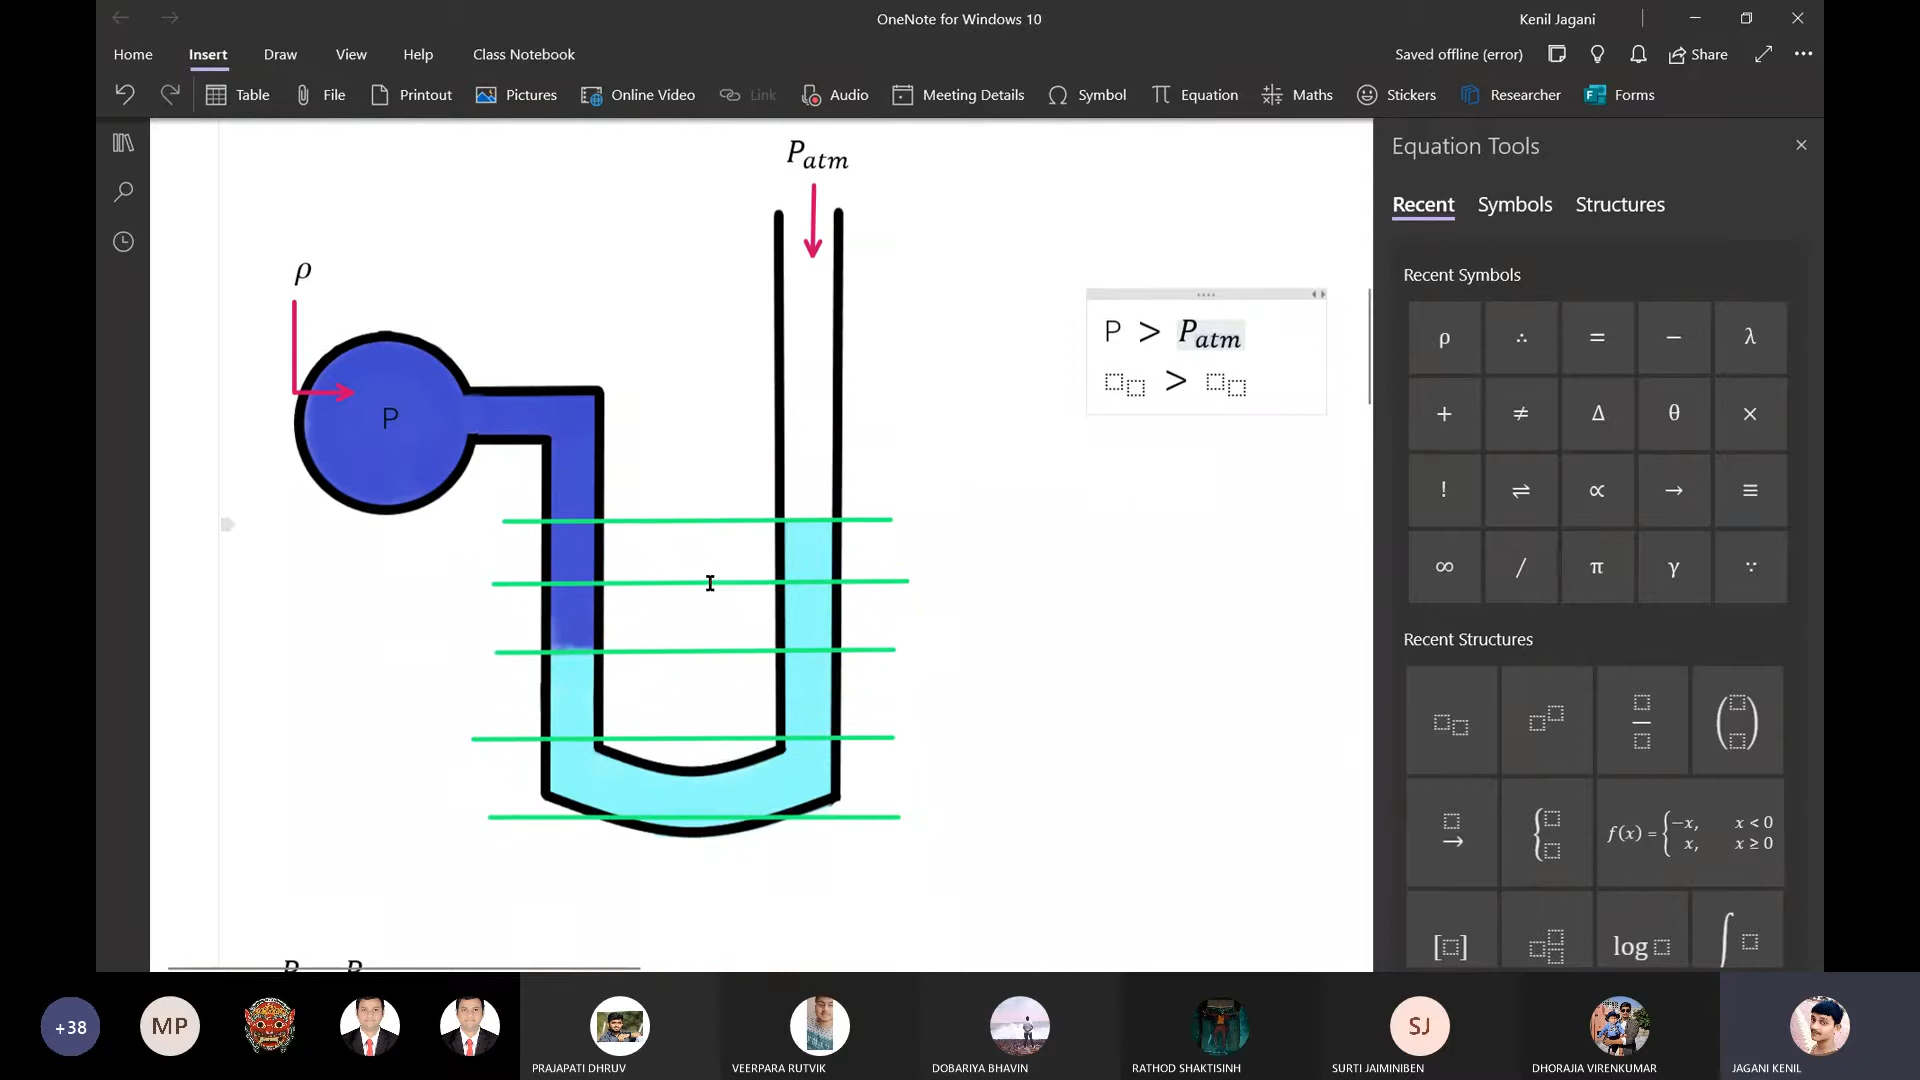 OneNote for Windows 10
Kenil Jagani
Home Insert Draw View Help Class Notebook
Saved offline (error) Share
Table File Printout Pictures Online Video Link Audio Meeting Details Symbol Equation Maths Stickers Researcher Forms
P_atm
ρ
P
P > P_atm
>
Equation Tools
Recent Symbols Structures
Recent Symbols
ρ ∴ = − λ
+ ≠ Δ θ ×
! ⇌ ∝ → ≡
∞ / π γ ∵
Recent Structures
f(x) = {−x, x < 0
x, x ≥ 0
log
+38
MP
PRAJAPATI DHRUV
VEERPARA RUTVIK
DOBARIYA BHAVIN
RATHOD SHAKTISINH
SJ
SURTI JAIMINIBEN
DHORAJIA VIRENKUMAR
JAGANI KENIL